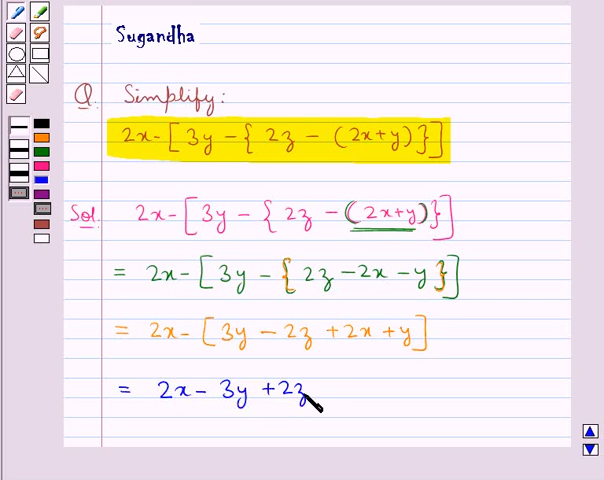 Sugandha
Q. Simplify:
2x-[3y-{2z-(2x+y)}]
Sol. 2x-[3y-{2z-(2x+y)}]
= 2x-[3y-{2z-2x-y}]
= 2x-[3y-2z+2x+y]
= 2x-3y+2z